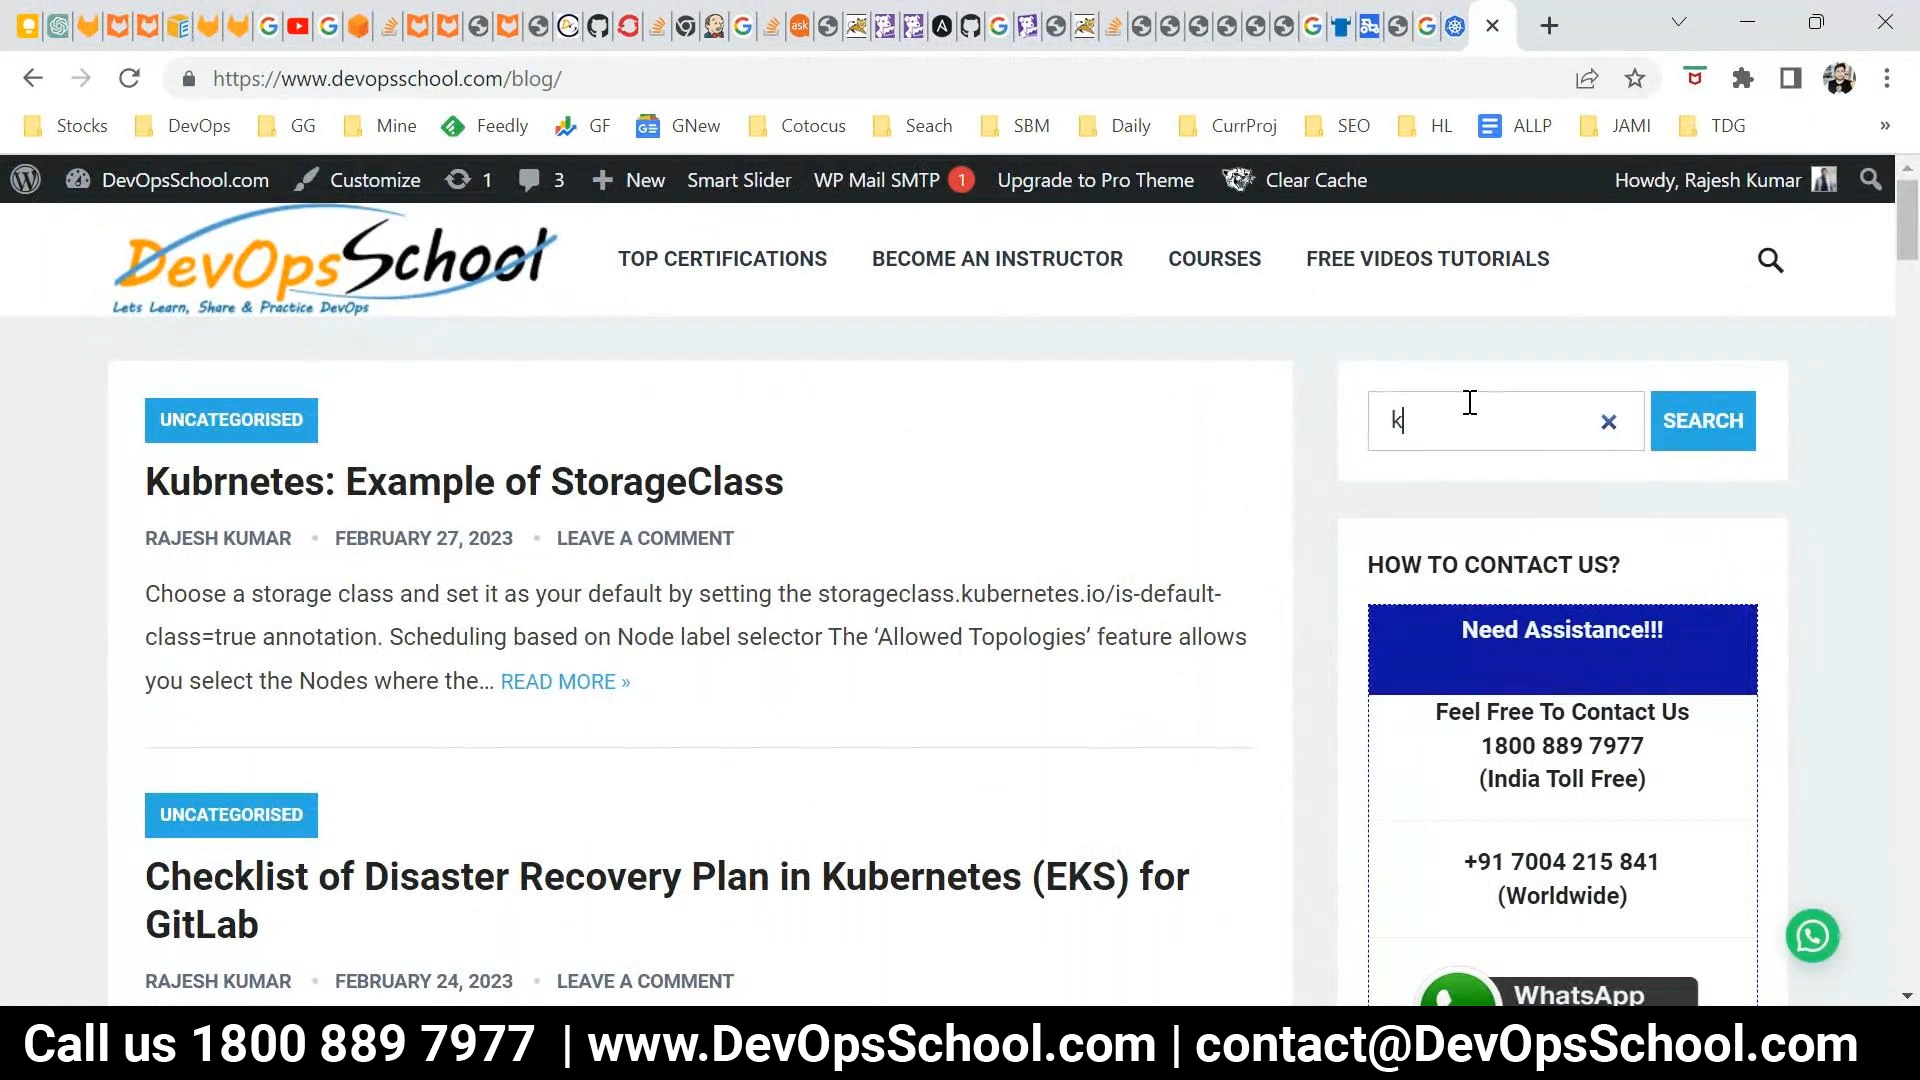 https://www.devopsschool.com/blog/
Stocks DevOps GG Mine Feedly GF GNew Cotocus Seach SBM Daily CurrProj SEO HL ALLP JAMI TDG »
DevOpsSchool.com Customize 1 3 New Smart Slider WP Mail SMTP 1 Upgrade to Pro Theme Clear Cache Howdy, Rajesh Kumar
DevOpsSchool
Lets Learn, Share & Practice DevOps
TOP CERTIFICATIONS BECOME AN INSTRUCTOR COURSES FREE VIDEOS TUTORIALS
UNCATEGORISED
Kubrnetes: Example of StorageClass
RAJESH KUMAR • FEBRUARY 27, 2023 • LEAVE A COMMENT
Choose a storage class and set it as your default by setting the storageclass.kubernetes.io/is-default-
class=true annotation. Scheduling based on Node label selector The ‘Allowed Topologies’ feature allows
you select the Nodes where the… READ MORE »
UNCATEGORISED
Checklist of Disaster Recovery Plan in Kubernetes (EKS) for
GitLab
RAJESH KUMAR • FEBRUARY 24, 2023 • LEAVE A COMMENT
k
SEARCH
HOW TO CONTACT US?
Need Assistance!!!
Feel Free To Contact Us
1800 889 7977
(India Toll Free)
+91 7004 215 841
(Worldwide)
WhatsApp
Call us 1800 889 7977 | www.DevOpsSchool.com | contact@DevOpsSchool.com